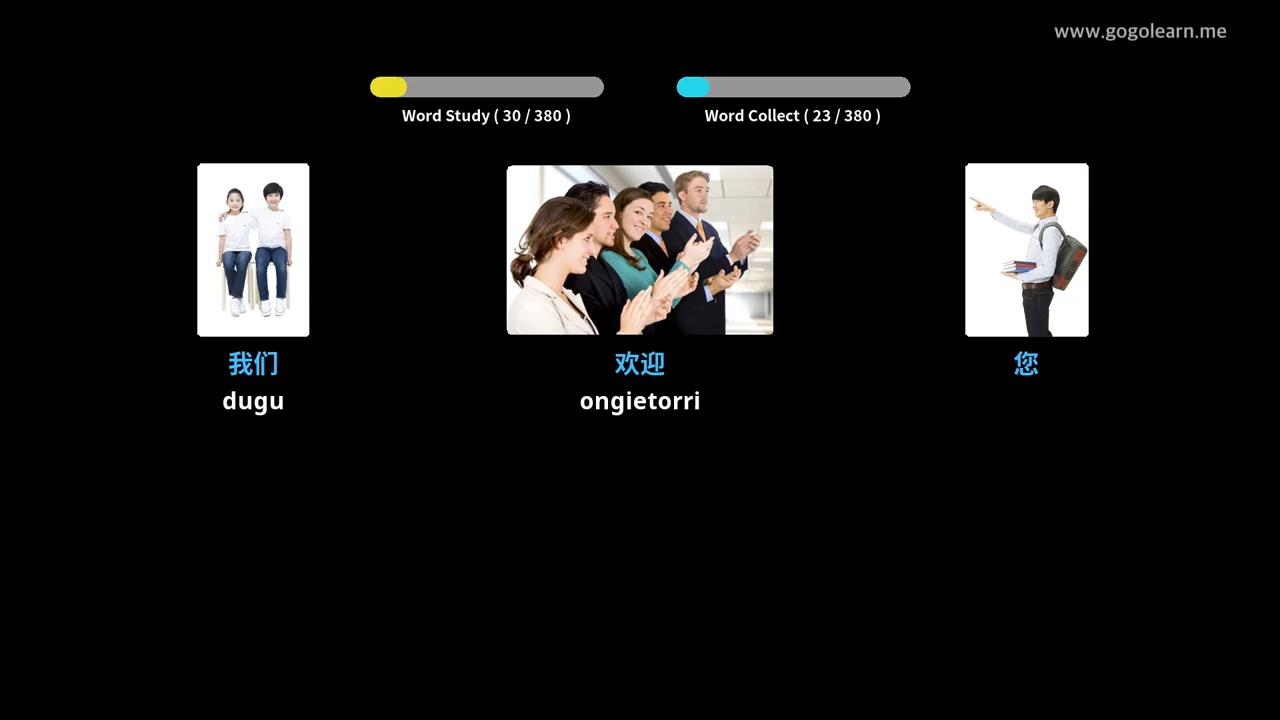 www.gogolearn.me
Word Study ( 30 / 380 )
Word Collect ( 23 / 380 )
我们
欢迎
您
dugu
ongietorri